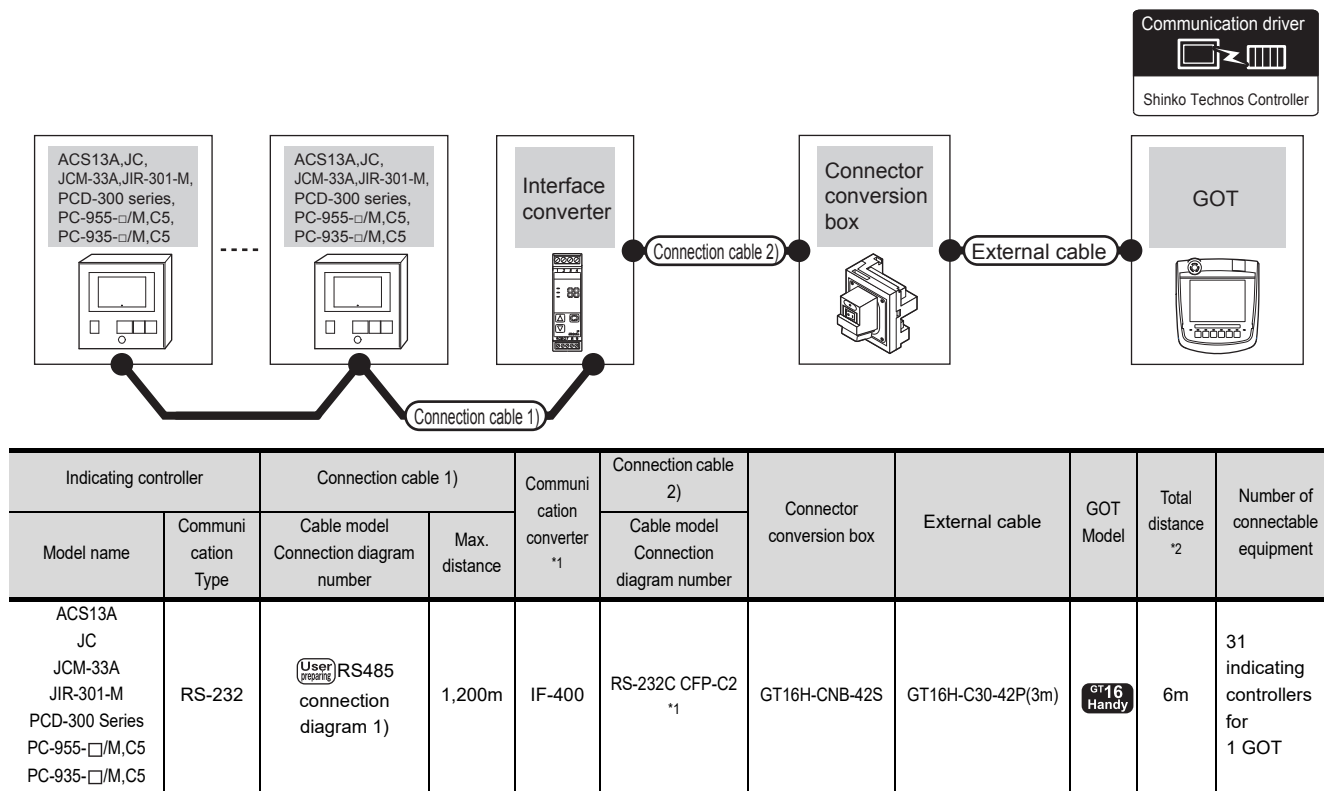 Communication driver
Shinko Technos Controller
ACS13A,JC,
JCM-33A,JIR-301-M,
PCD-300 series,
PC-955-□/M,C5,
PC-935-□/M,C5
ACS13A,JC,
JCM-33A,JIR-301-M,
PCD-300 series,
PC-955-□/M,C5,
PC-935-□/M,C5
Interface
converter
Connector
conversion
box
GOT
Connection cable 2)
External cable
Connection cable 1)
Indicating controller
Connection cable 1)
Communi
cation
converter
*1
Connection cable
2)
Connector
conversion box
External cable
GOT
Model
Total
distance
*2
Number of
connectable
equipment
Model name
Communi
cation
Type
Cable model
Connection diagram
number
Max.
distance
Cable model
Connection
diagram number
ACS13A
JC
JCM-33A
JIR-301-M
PCD-300 Series
PC-955-□/M,C5
PC-935-□/M,C5
RS-232
User preparing RS485
connection
diagram 1)
1,200m
IF-400
RS-232C CFP-C2
*1
GT16H-CNB-42S
GT16H-C30-42P(3m)
GT16
Handy
6m
31
indicating
controllers
for
1 GOT